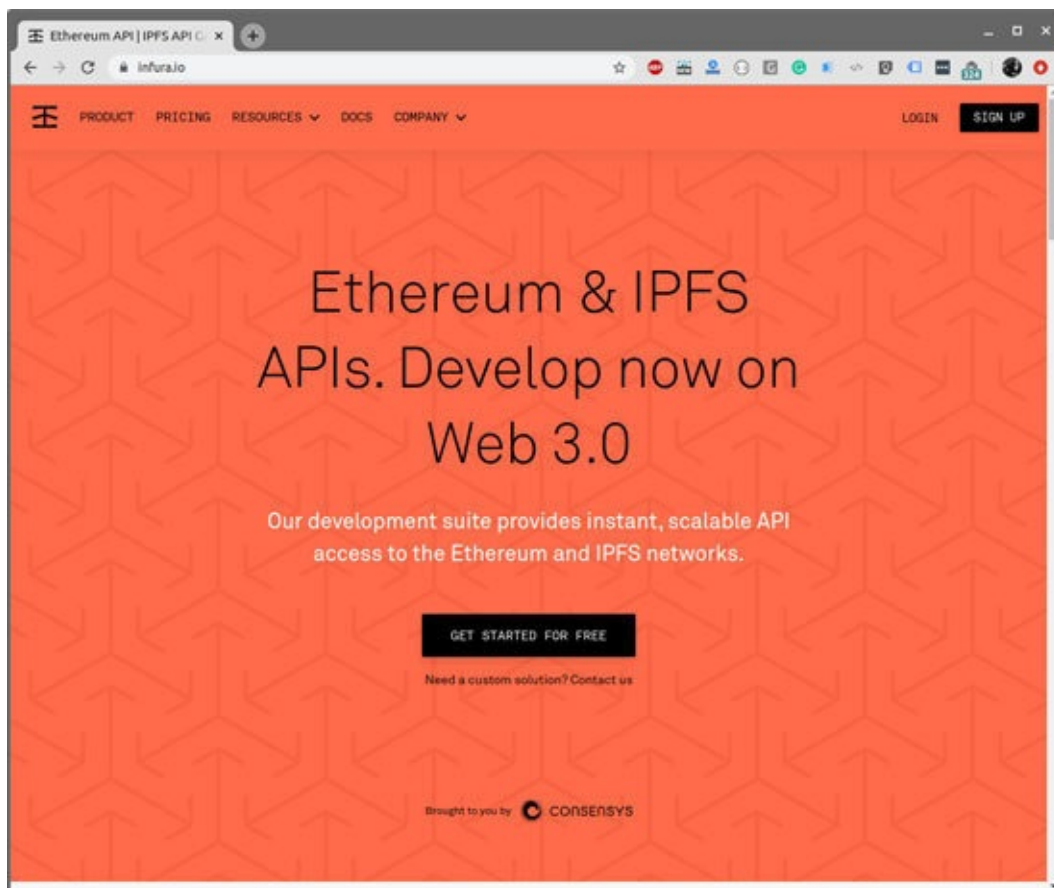 Ethereum API | IPFS API G
infura.io
PRODUCT PRICING RESOURCES DOCS COMPANY LOGIN SIGN UP
Ethereum & IPFS
APIs. Develop now on
Web 3.0
Our development suite provides instant, scalable API
access to the Ethereum and IPFS networks.
GET STARTED FOR FREE
Need a custom solution? Contact us
Brought to you by CONSENSYS